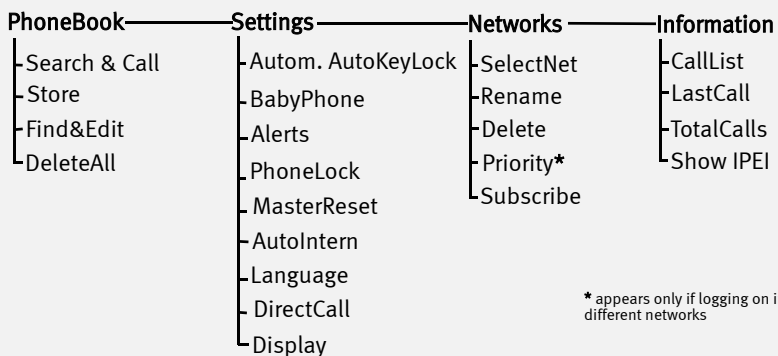 PhoneBook
Search & Call
Store
Find&Edit
DeleteAll
Settings
Autom. AutoKeyLock
BabyPhone
Alerts
PhoneLock
MasterReset
AutoIntern
Language
DirectCall
Display
Networks
SelectNet
Rename
Delete
Priority*
Subscribe
Information
CallList
LastCall
TotalCalls
Show IPEI
* appears only if logging on
different networks